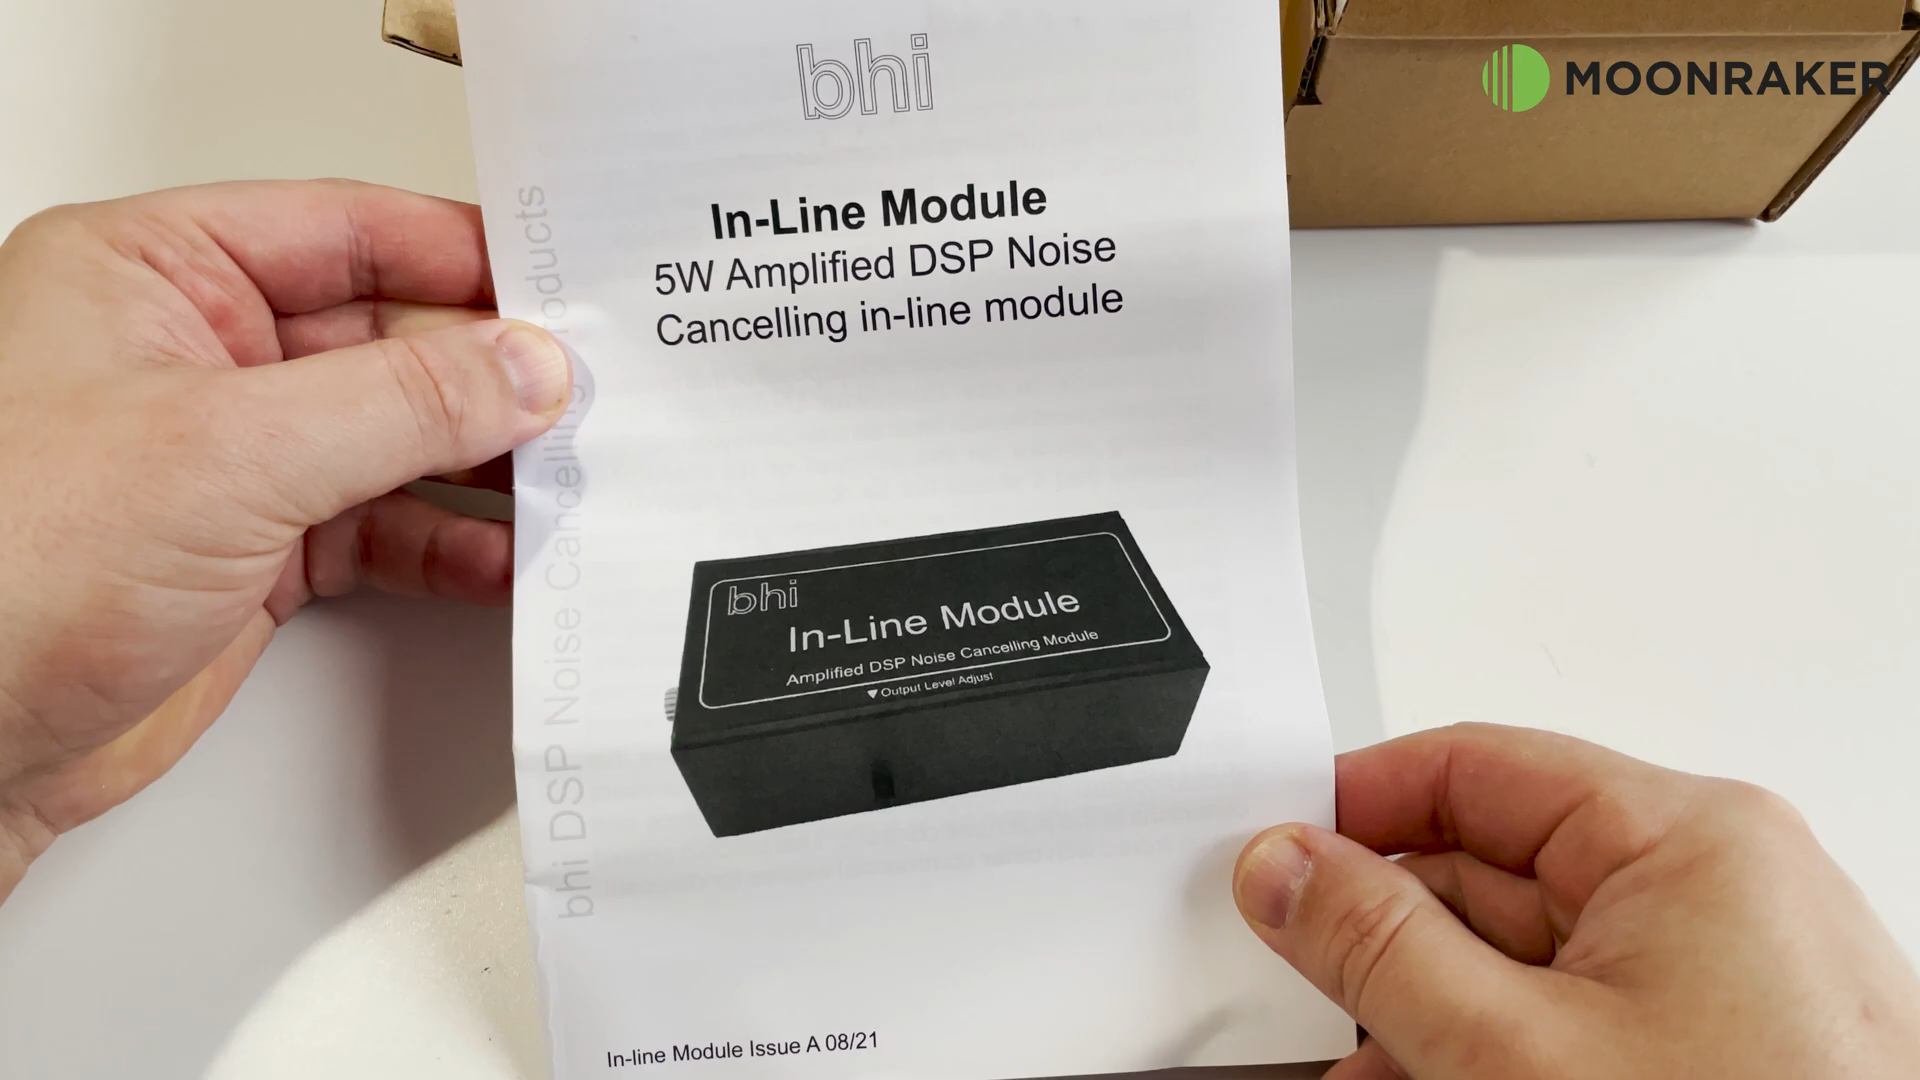 MOONRAKER
bhi
In-Line Module
5W Amplified DSP Noise
Cancelling in-line module
bhi DSP Noise Cancelling Products
bhi
In-Line Module
Amplified DSP Noise Cancelling Module
▼ Output Level Adjust
In-line Module Issue A 08/21